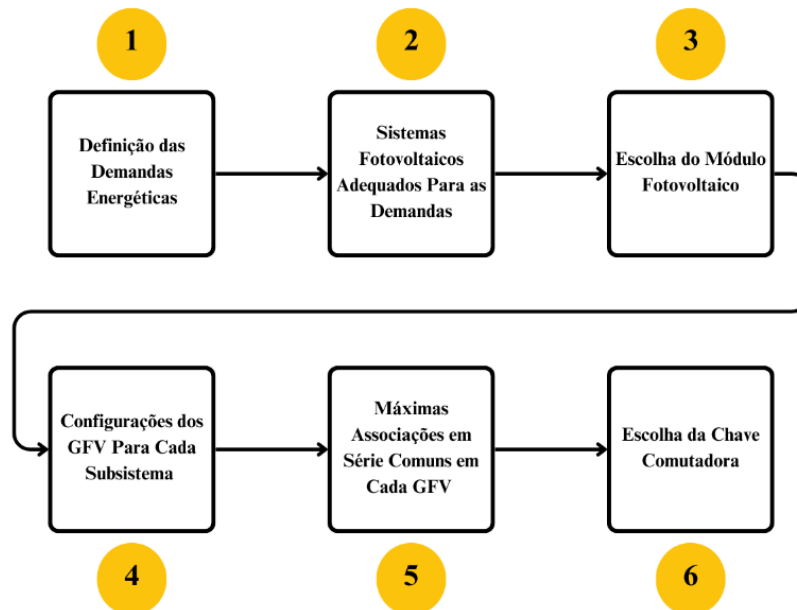 1
2
3
Definição das
Demandas
Energéticas
Sistemas
Fotovoltaicos
Adequados Para as
Demandas
Escolha do Módulo
Fotovoltaico
Configurações dos
GFV Para Cada
Subsistema
Máximas
Associações em
Série Comuns em
Cada GFV
Escolha da Chave
Comutadora
4
5
6